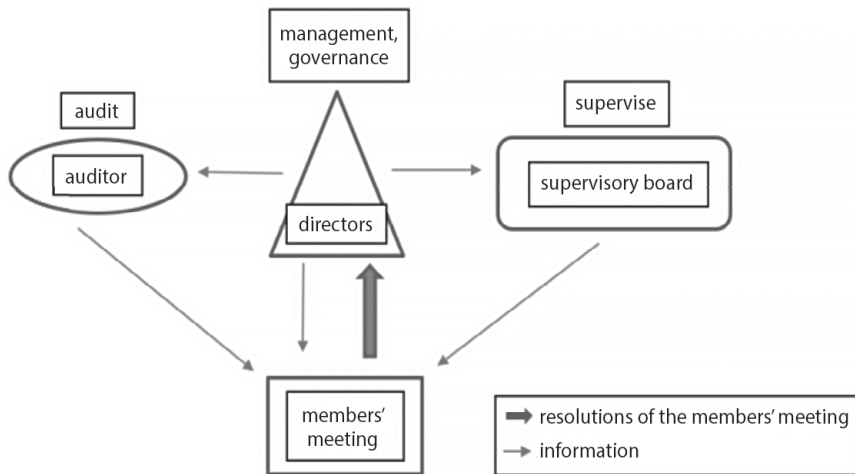 management,
governance
audit
supervise
auditor
supervisory board
directors
members’
meeting
resolutions of the members’ meeting
information